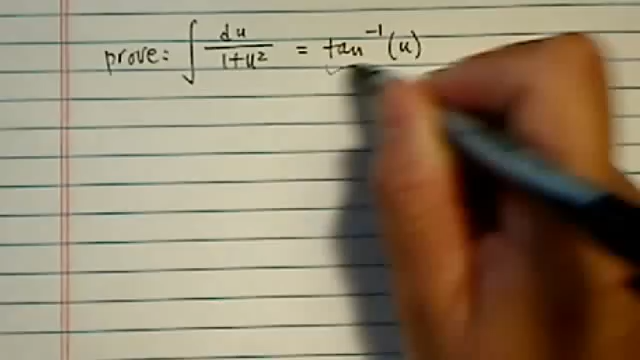 prove: ∫ du/(1+u²) = tan⁻¹(u)